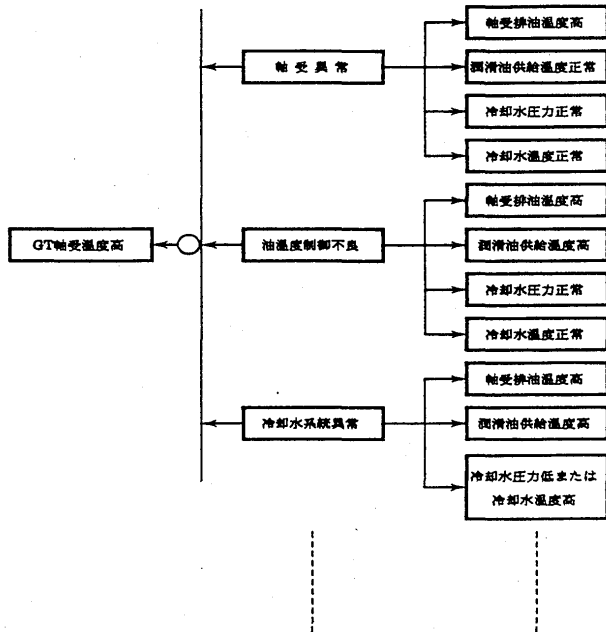 軸受排油温度高
軸受異常
潤滑油供給温度正常
冷却水圧力正常
冷却水温度正常
軸受排油温度高
GT軸受温度高
油温度制御不良
潤滑油供給温度高
冷却水圧力正常
冷却水温度正常
軸受排油温度高
冷却水系統異常
潤滑油供給温度高
冷却水圧力低または
冷却水温度高